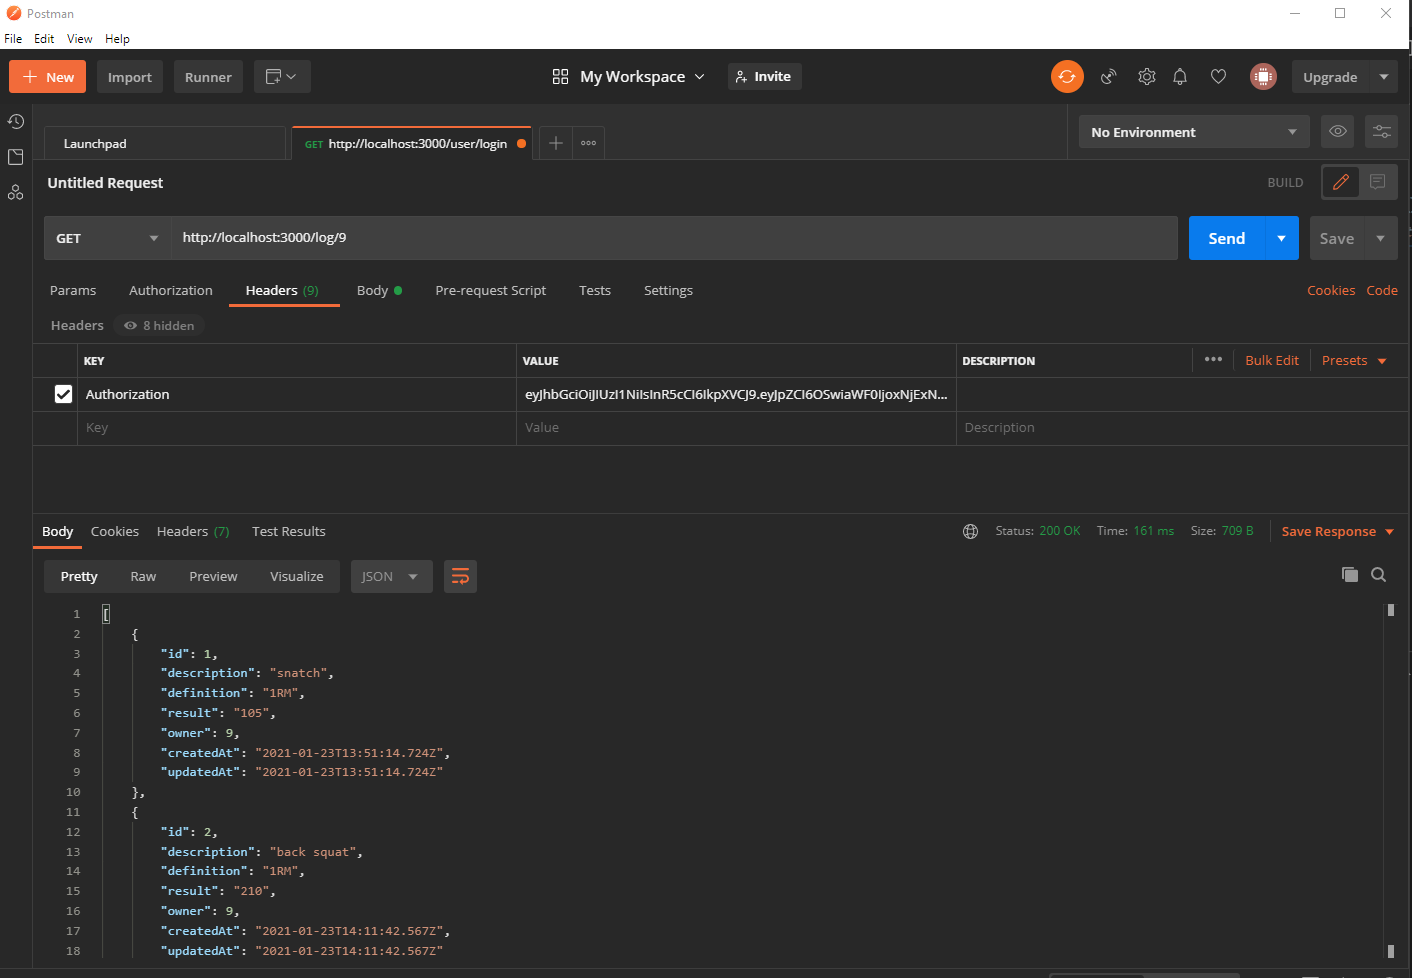 Postman
File Edit View Help
New Import Runner My Workspace Invite Upgrade
Launchpad GET http://localhost:3000/user/login No Environment
Untitled Request BUILD
GET http://localhost:3000/log/9 Send Save
Params Authorization Headers (9) Body Pre-request Script Tests Settings Cookies Code
Headers 8 hidden
KEY VALUE DESCRIPTION ••• Bulk Edit Presets
Authorization eyJhbGciOiJIUzI1NiIsInR5cCI6IkpXVCJ9.eyJpZCI6OSwiaWF0IjoxNjExN...
Key Value Description
Body Cookies Headers (7) Test Results Status: 200 OK Time: 161 ms Size: 709 B Save Response
Pretty Raw Preview Visualize JSON
1 [
2 {
3 "id": 1,
4 "description": "snatch",
5 "definition": "1RM",
6 "result": "105",
7 "owner": 9,
8 "createdAt": "2021-01-23T13:51:14.724Z",
9 "updatedAt": "2021-01-23T13:51:14.724Z"
10 },
11 {
12 "id": 2,
13 "description": "back squat",
14 "definition": "1RM",
15 "result": "210",
16 "owner": 9,
17 "createdAt": "2021-01-23T14:11:42.567Z",
18 "updatedAt": "2021-01-23T14:11:42.567Z"